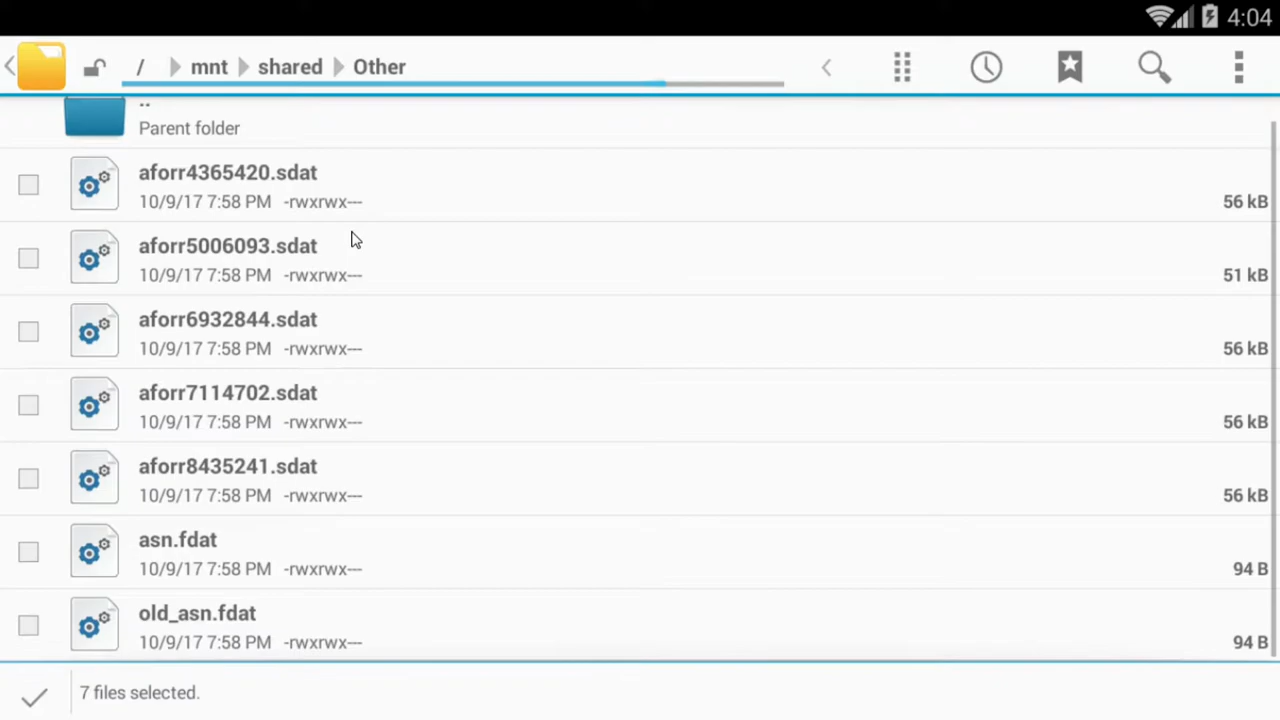 4:04
/ mnt shared Other
..
Parent folder
aforr4365420.sdat
10/9/17 7:58 PM -rwxrwx---
56 kB
aforr5006093.sdat
10/9/17 7:58 PM -rwxrwx---
51 kB
aforr6932844.sdat
10/9/17 7:58 PM -rwxrwx---
56 kB
aforr7114702.sdat
10/9/17 7:58 PM -rwxrwx---
56 kB
aforr8435241.sdat
10/9/17 7:58 PM -rwxrwx---
56 kB
asn.fdat
10/9/17 7:58 PM -rwxrwx---
94 B
old_asn.fdat
10/9/17 7:58 PM -rwxrwx---
94 B
7 files selected.